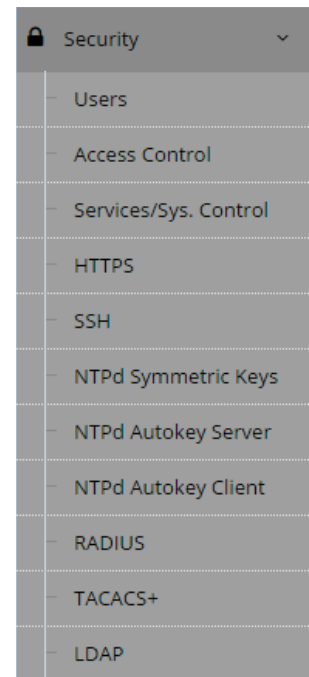 Security
Users
Access Control
Services/Sys. Control
HTTPS
SSH
NTPd Symmetric Keys
NTPd Autokey Server
NTPd Autokey Client
RADIUS
TACACS+
LDAP